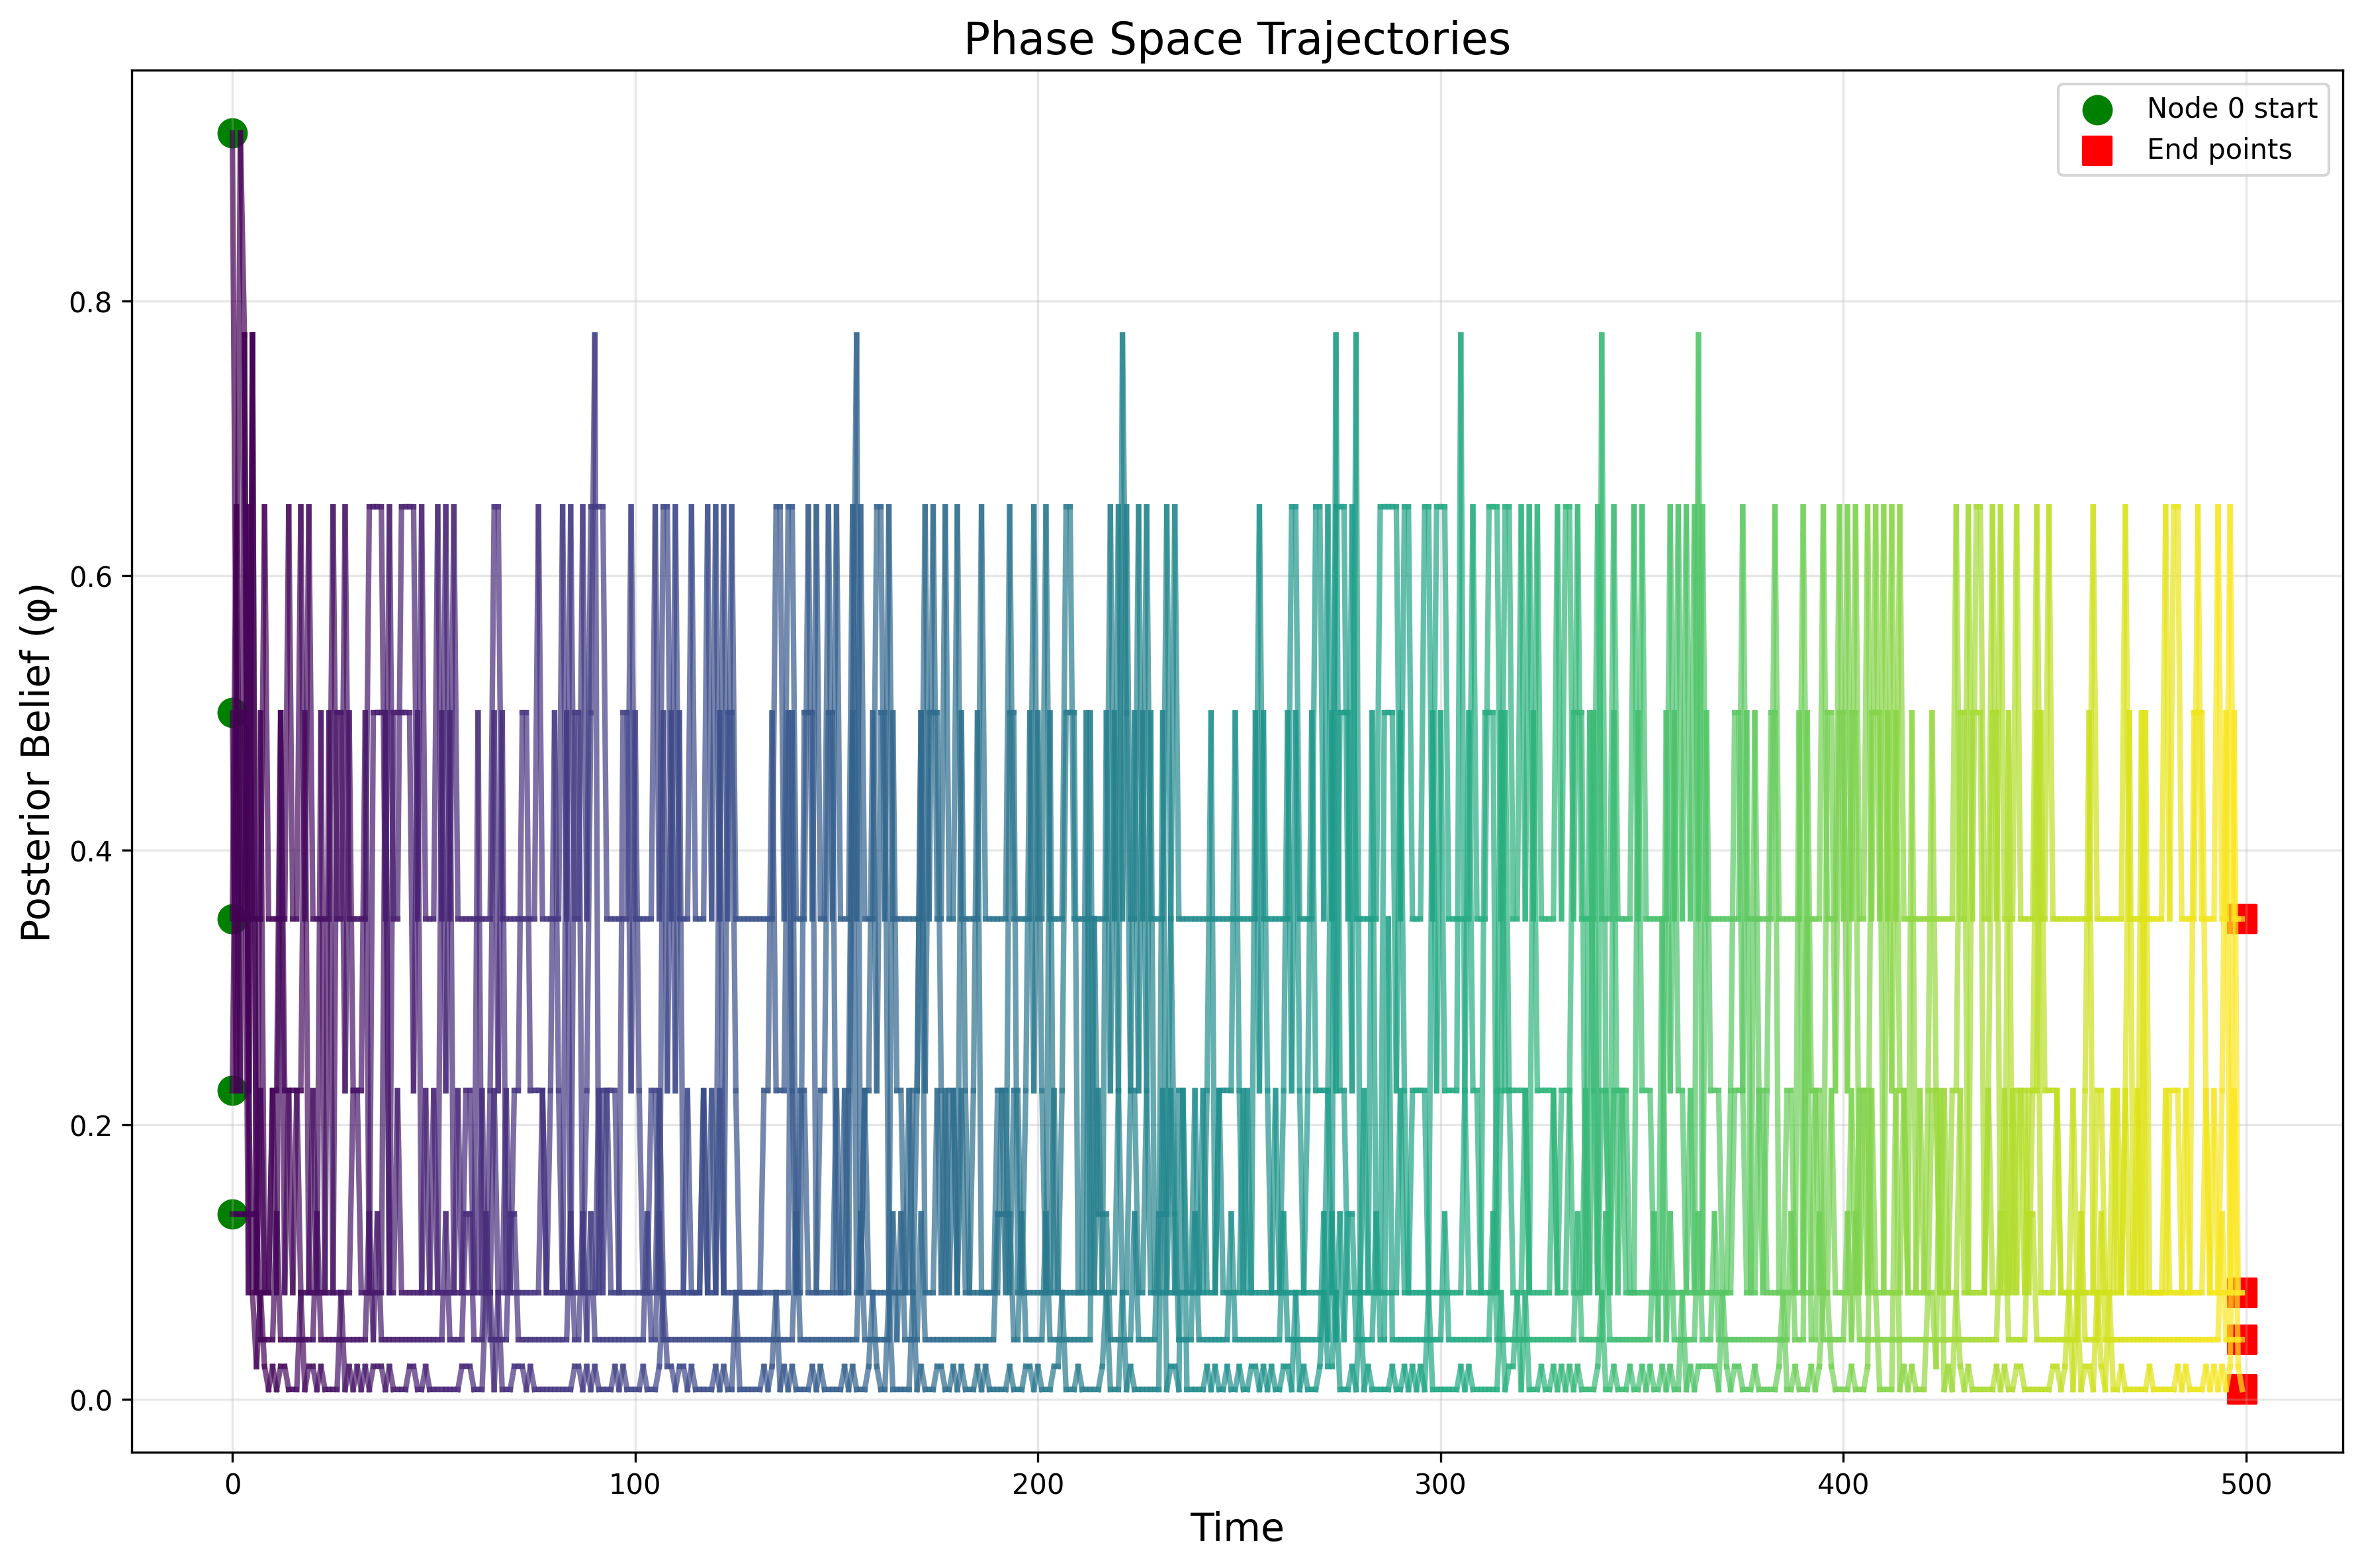 Phase Space Trajectories
Node 0 start
End points
Posterior Belief (φ)
0.8
0.6
0.4
0.2
0.0
0 100 200 300 400 500
Time